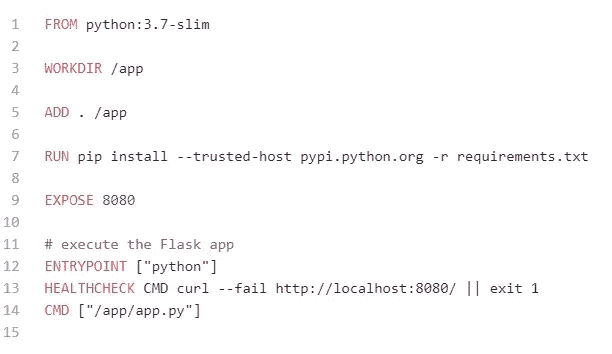 1 FROM python:3.7-slim
2
3 WORKDIR /app
4
5 ADD . /app
6
7 RUN pip install --trusted-host pypi.python.org -r requirements.txt
8
9 EXPOSE 8080
10
11 # execute the Flask app
12 ENTRYPOINT ["python"]
13 HEALTHCHECK CMD curl --fail http://localhost:8080/ || exit 1
14 CMD ["/app/app.py"]
15